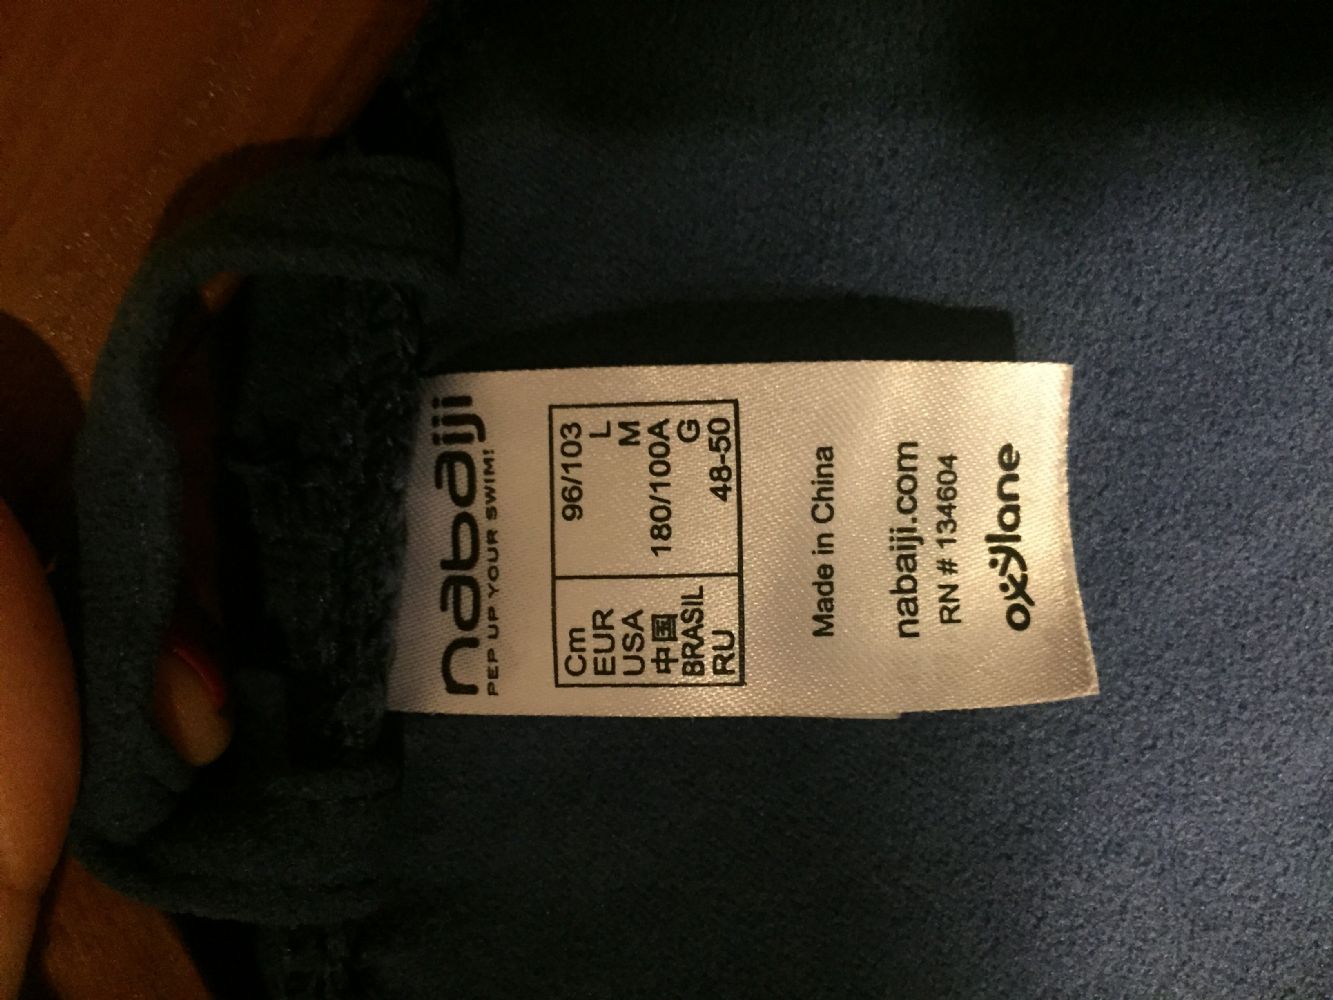 nabaiji
PEP UP YOUR SWIM!
Cm 96/103
EUR L
USA M
中国 180/100A
BRASIL G
RU 48-50
Made in China
nabaiji.com
RN # 134604
oxylane